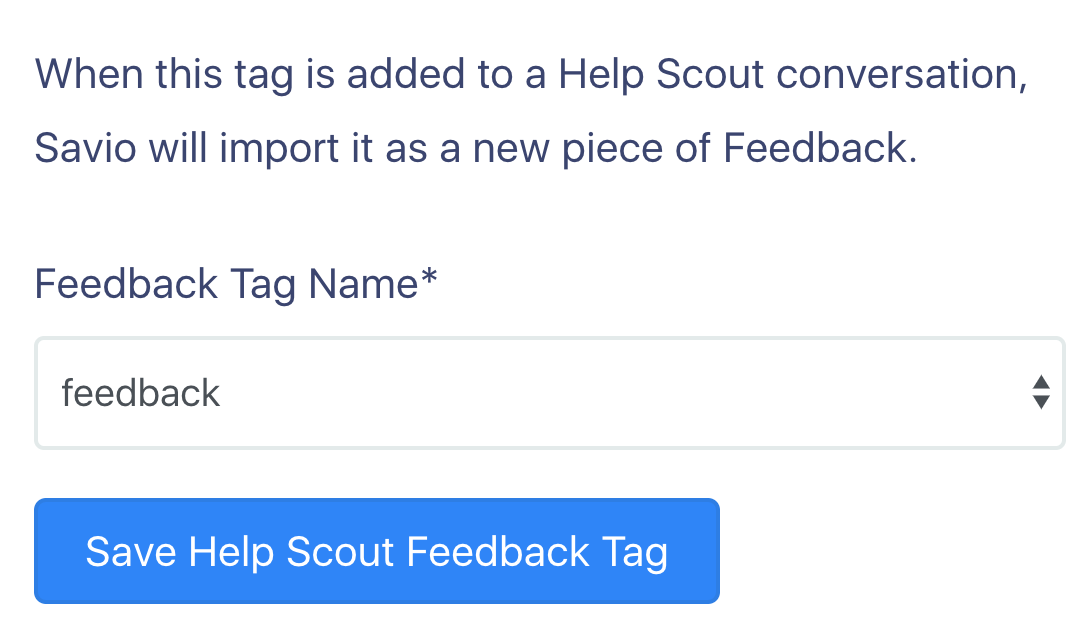 When this tag is added to a Help Scout conversation,
Savio will import it as a new piece of Feedback.
Feedback Tag Name*
feedback
Save Help Scout Feedback Tag